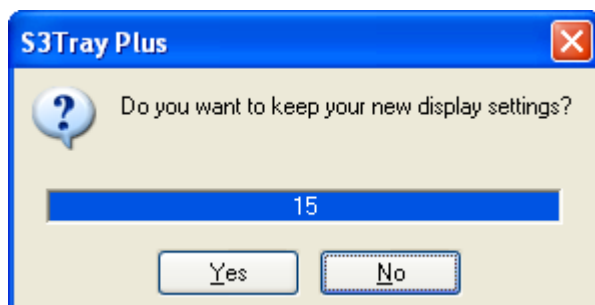 S3Tray Plus
Do you want to keep your new display settings?
15
Yes No